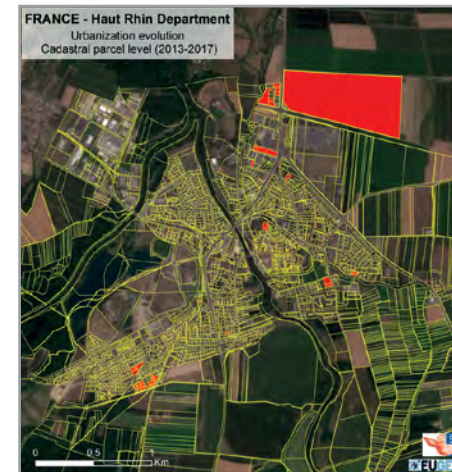 FRANCE - Haut Rhin Department
Urbanization evolution
Cadastral parcel level (2013-2017)
0 0.5 1
Km